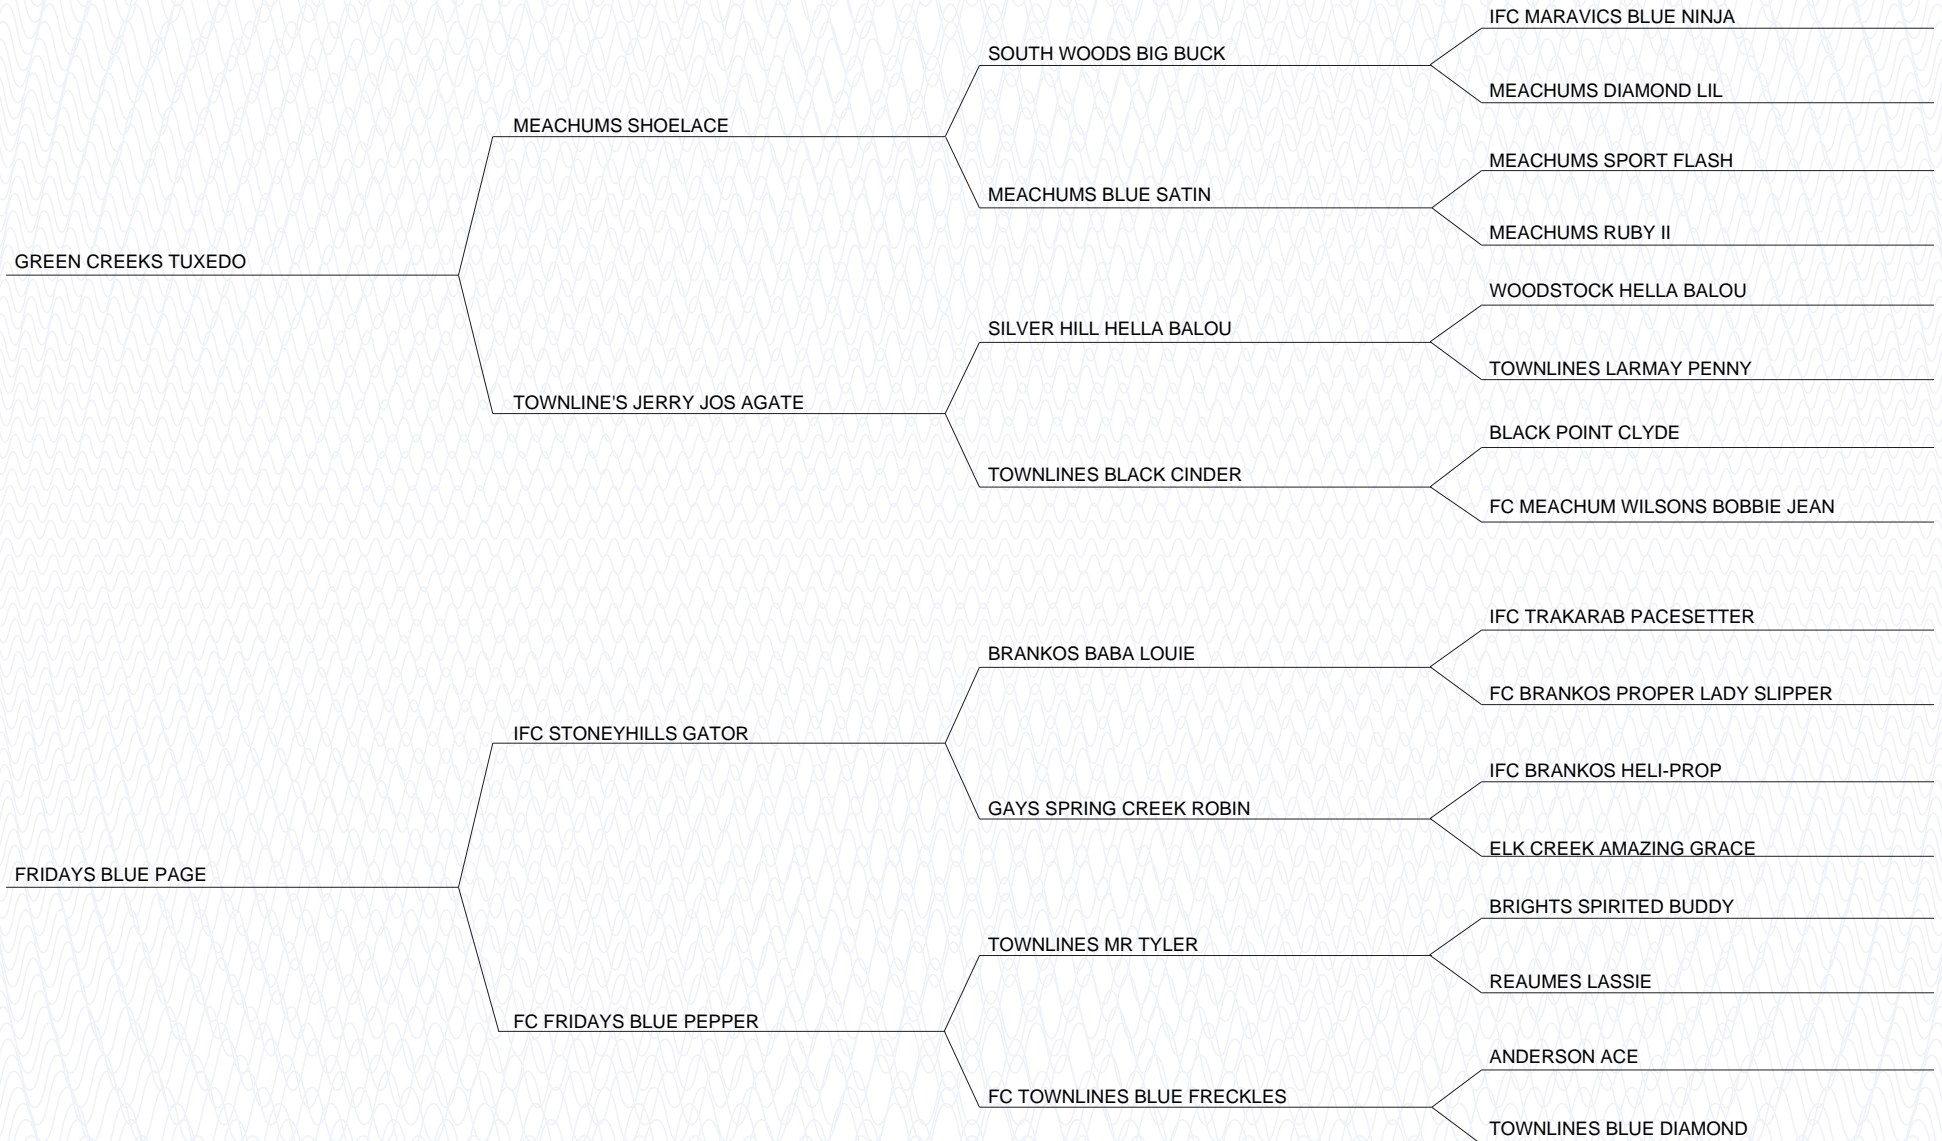 IFC MARAVICS BLUE NINJA
SOUTH WOODS BIG BUCK
MEACHUMS DIAMOND LIL
MEACHUMS SHOELACE
MEACHUMS SPORT FLASH
MEACHUMS BLUE SATIN
MEACHUMS RUBY II
GREEN CREEKS TUXEDO
WOODSTOCK HELLA BALOU
SILVER HILL HELLA BALOU
TOWNLINES LARMAY PENNY
TOWNLINE'S JERRY JOS AGATE
BLACK POINT CLYDE
TOWNLINES BLACK CINDER
FC MEACHUM WILSONS BOBBIE JEAN
IFC TRAKARAB PACESETTER
BRANKOS BABA LOUIE
FC BRANKOS PROPER LADY SLIPPER
IFC STONEYHILLS GATOR
IFC BRANKOS HELI-PROP
GAYS SPRING CREEK ROBIN
ELK CREEK AMAZING GRACE
FRIDAYS BLUE PAGE
BRIGHTS SPIRITED BUDDY
TOWNLINES MR TYLER
REAUMES LASSIE
FC FRIDAYS BLUE PEPPER
ANDERSON ACE
FC TOWNLINES BLUE FRECKLES
TOWNLINES BLUE DIAMOND